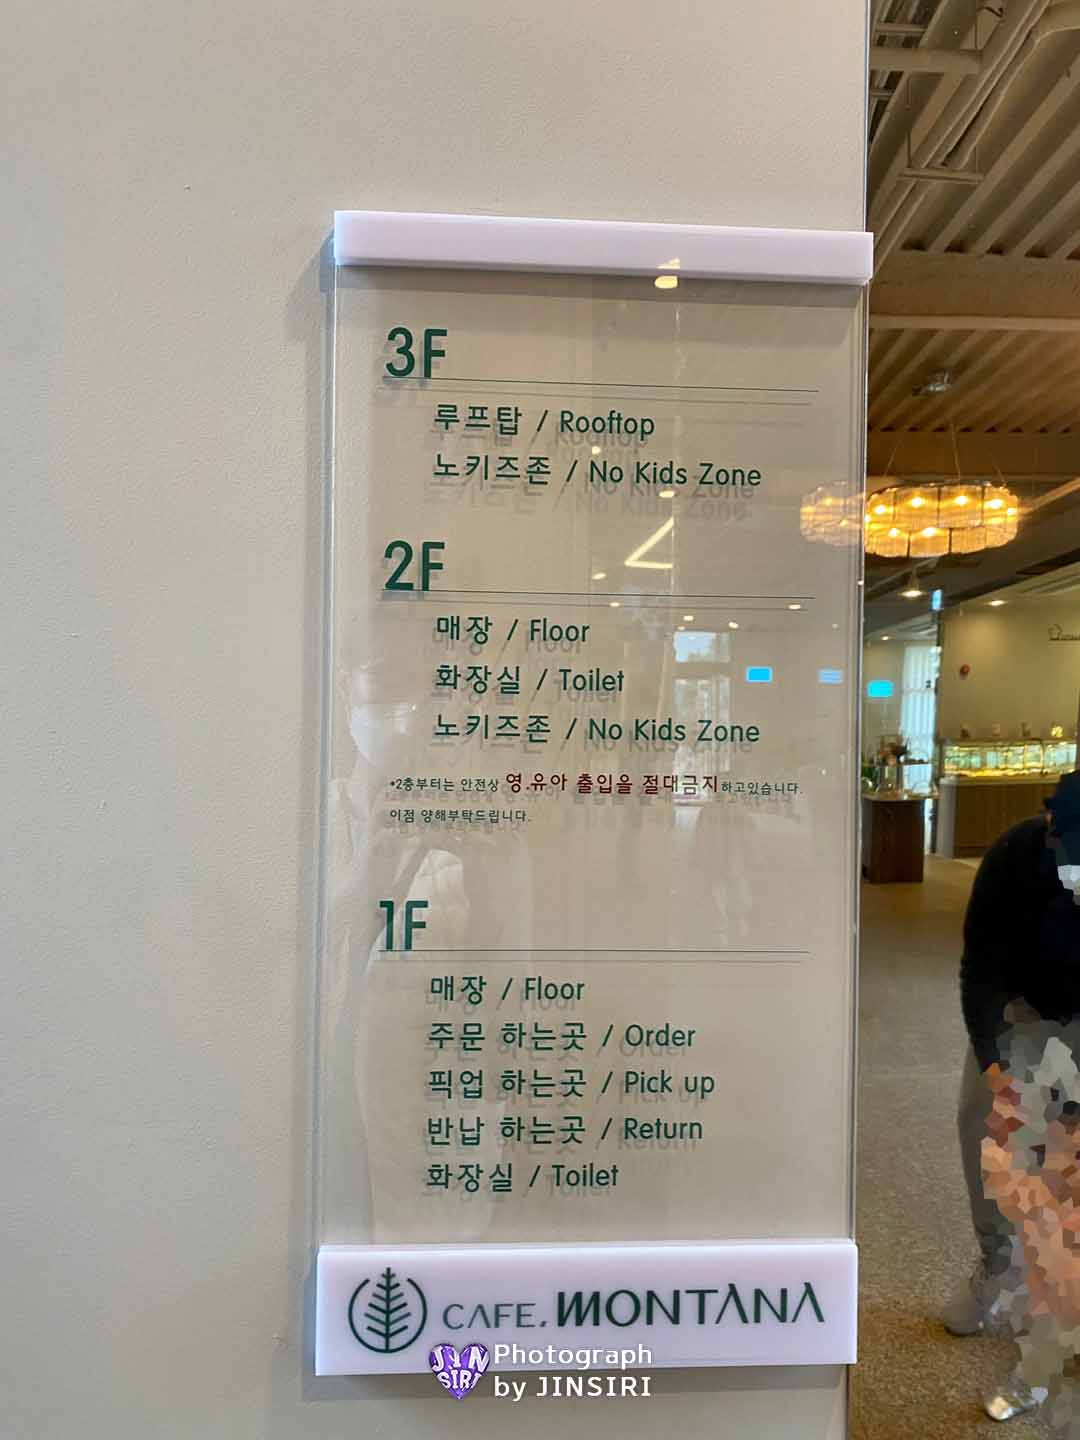 3F
루프탑 / Rooftop
노키즈존 / No Kids Zone
2F
매장 / Floor
화장실 / Toilet
노키즈존 / No Kids Zone
*2층부터는 안전상 영.유아 출입을 절대금지하고있습니다.
이점 양해부탁드립니다.
1F
매장 / Floor
주문 하는곳 / Order
픽업 하는곳 / Pick up
반납 하는곳 / Return
화장실 / Toilet
CAFE. MONTANA
JIN SIRI
Photograph
by JINSIRI